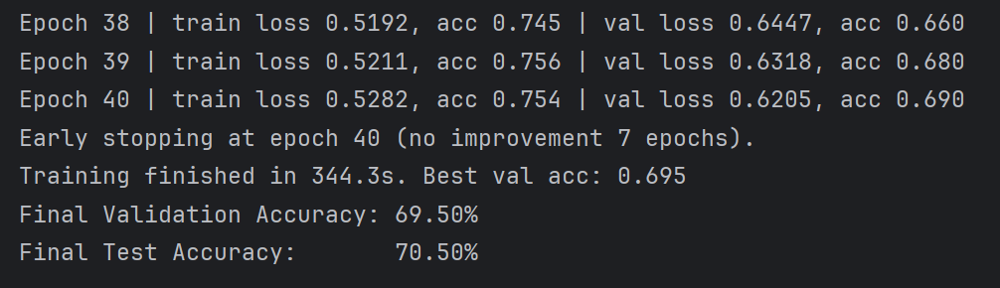 Epoch 38 | train loss 0.5192, acc 0.745 | val loss 0.6447, acc 0.660
Epoch 39 | train loss 0.5211, acc 0.756 | val loss 0.6318, acc 0.680
Epoch 40 | train loss 0.5282, acc 0.754 | val loss 0.6205, acc 0.690
Early stopping at epoch 40 (no improvement 7 epochs).
Training finished in 344.3s. Best val acc: 0.695
Final Validation Accuracy: 69.50%
Final Test Accuracy:       70.50%